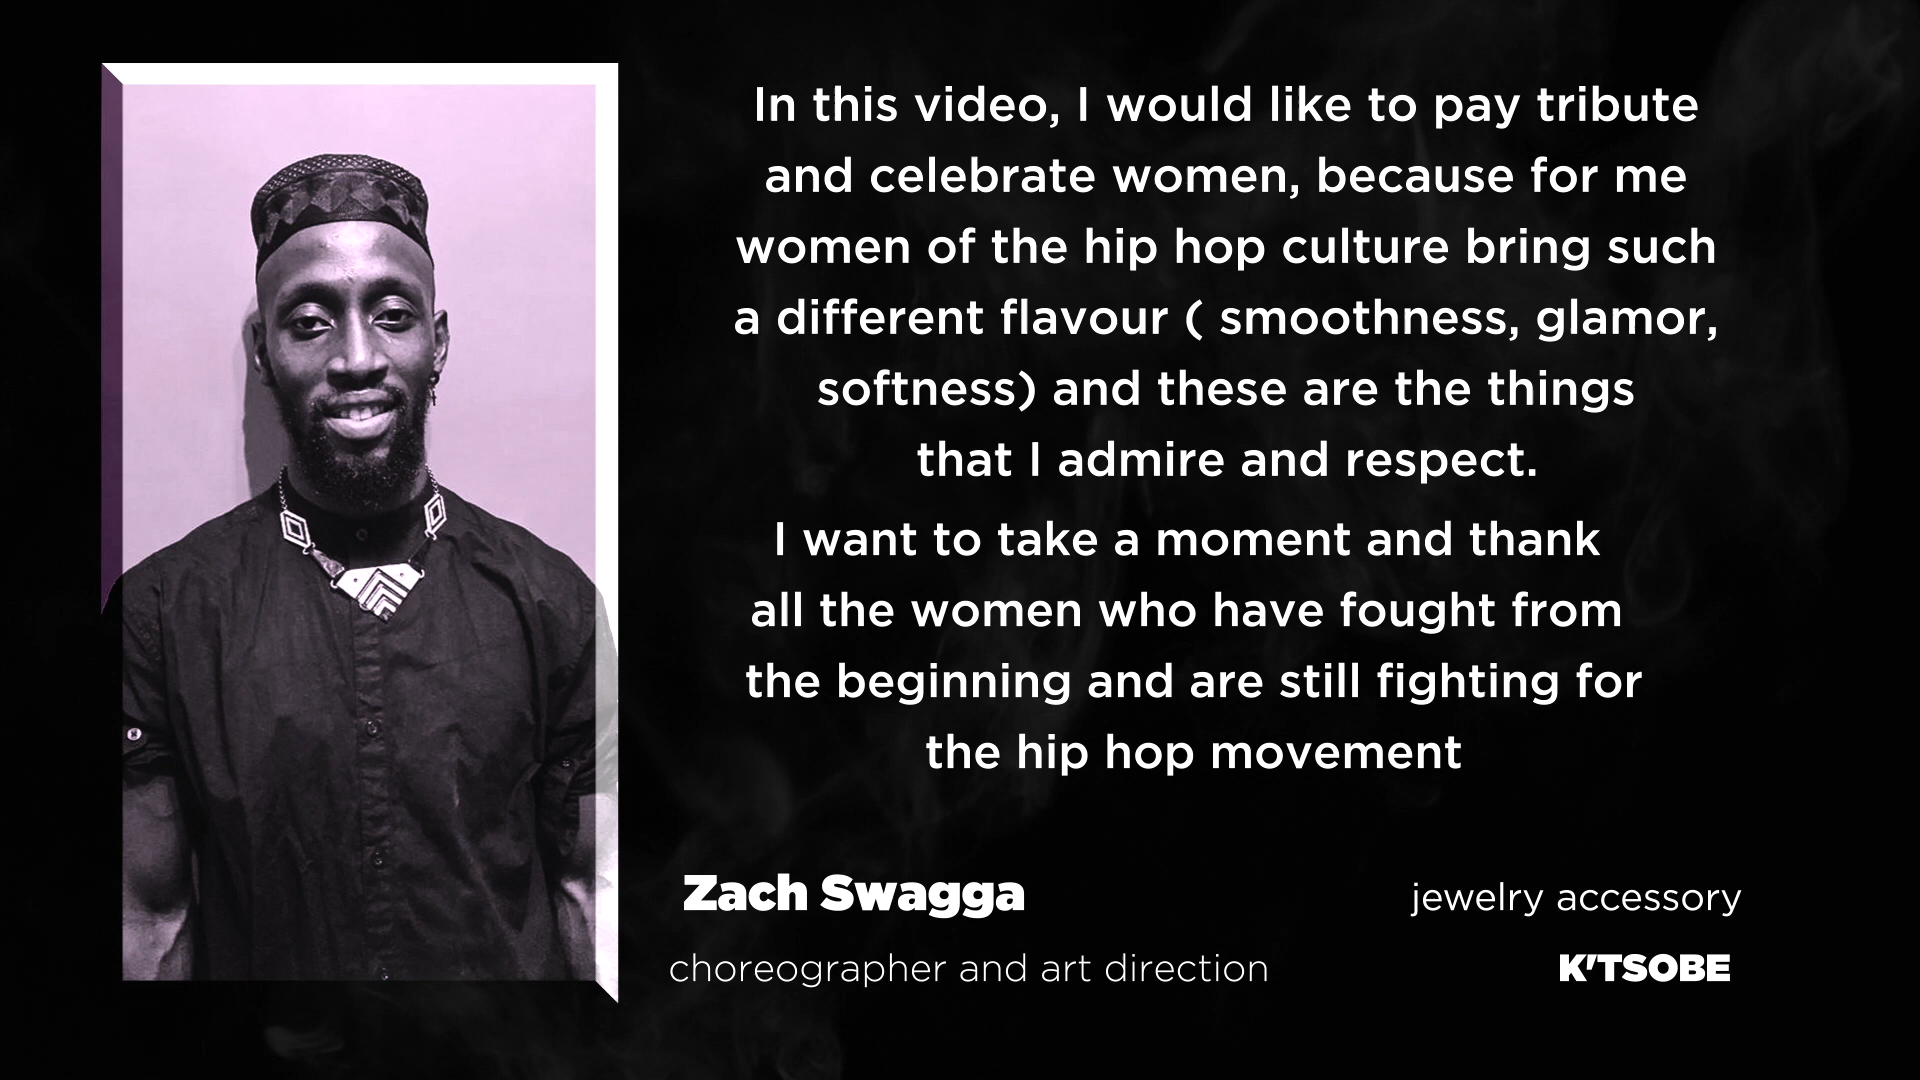 In this video, I would like to pay tribute
and celebrate women, because for me
women of the hip hop culture bring such
a different flavour ( smoothness, glamor,
softness) and these are the things
that I admire and respect.
I want to take a moment and thank
all the women who have fought from
the beginning and are still fighting for
the hip hop movement
Zach Swagga
choreographer and art direction
jewelry accessory
K'TSOBE